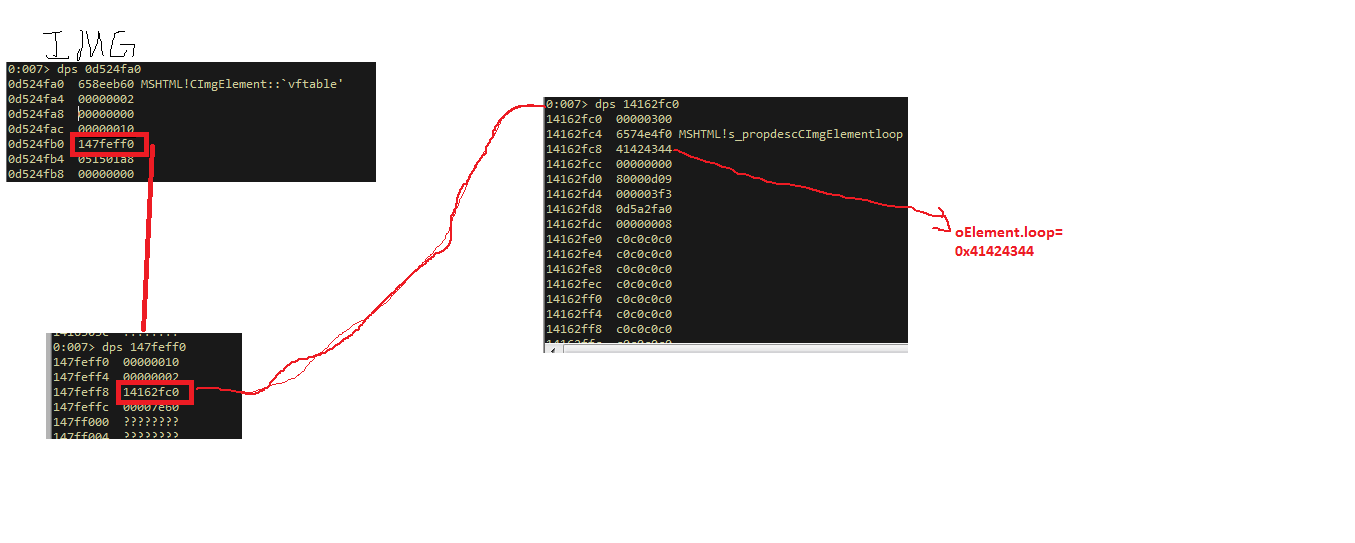 IMG
0:007> dps 0d524fa0
0d524fa0 658eeb60 MSHTML!CImgElement::`vftable'
0d524fa4 00000002
0d524fa8 00000000
0d524fac 00000010
0d524fb0 147feff0
0d524fb4 051501a8
0d524fb8 00000000
0:007> dps 147feff0
147feff0 00000010
147feff4 00000002
147feff8 14162fc0
147feffc 00007e60
147ff000 ????????
147ff004 ????????
0:007> dps 14162fc0
14162fc0 00000300
14162fc4 6574e4f0 MSHTML!s_propdescCImgElementloop
14162fc8 41424344
14162fcc 00000000
14162fd0 80000d09
14162fd4 000003f3
14162fd8 0d5a2fa0
14162fdc 00000008
14162fe0 c0c0c0c0
14162fe4 c0c0c0c0
14162fe8 c0c0c0c0
14162fec c0c0c0c0
14162ff0 c0c0c0c0
14162ff4 c0c0c0c0
14162ff8 c0c0c0c0
14162ffc c0c0c0c0
oElement.loop=
0x41424344